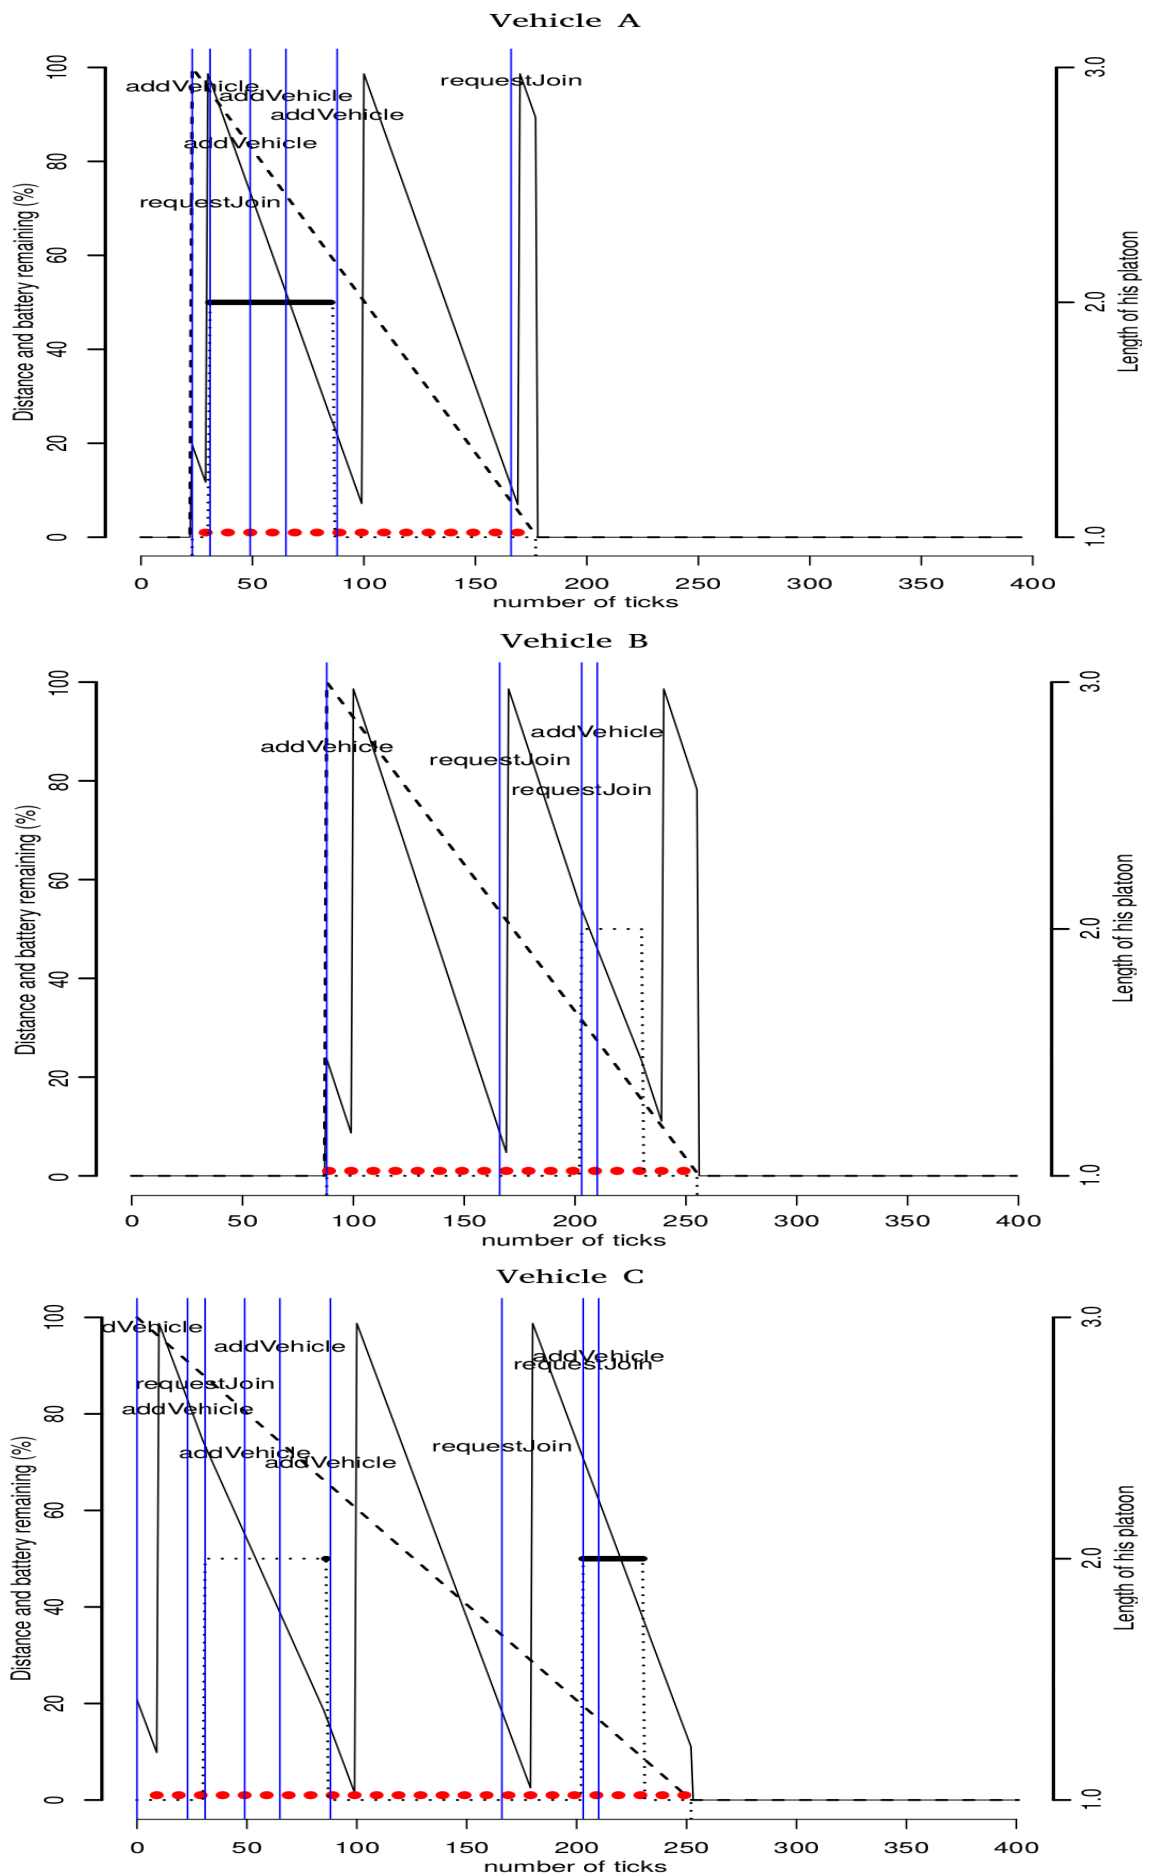 Vehicle A
Distance and battery remaining (%)
0 20 40 60 80 100
addVehicle
addVehicle
addVehicle
addVehicle
requestJoin
requestJoin
Length of his platoon
1.0 2.0 3.0
0 50 100 150 200 250 300 350 400
number of ticks
Vehicle B
Distance and battery remaining (%)
0 20 40 60 80 100
addVehicle
addVehicle
requestJoin
requestJoin
Length of his platoon
1.0 2.0 3.0
0 50 100 150 200 250 300 350 400
number of ticks
Vehicle C
Distance and battery remaining (%)
0 20 40 60 80 100
dVehicle
addVehicle
requestJoin
addVehicle
addVehicle
addVehicle
addVehicle
requestJoin
requestJoin
Length of his platoon
1.0 2.0 3.0
0 50 100 150 200 250 300 350 400
number of ticks